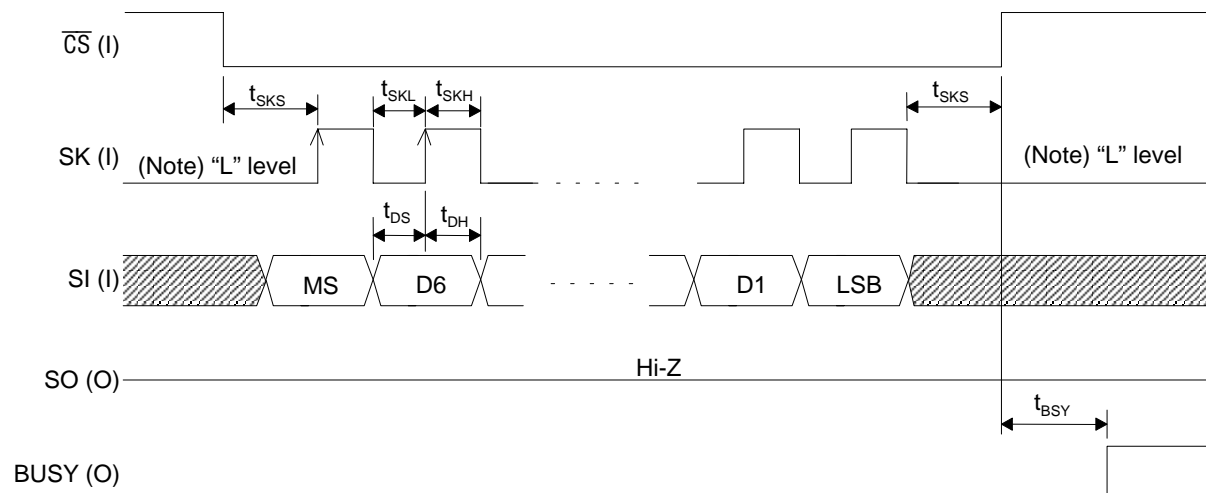 CS (I)
tSKS tSKL tSKH tSKS
SK (I) (Note) “L” level (Note) “L” level
tDS tDH
SI (I) MS D6 D1 LSB
SO (O) Hi-Z
tBSY
BUSY (O)